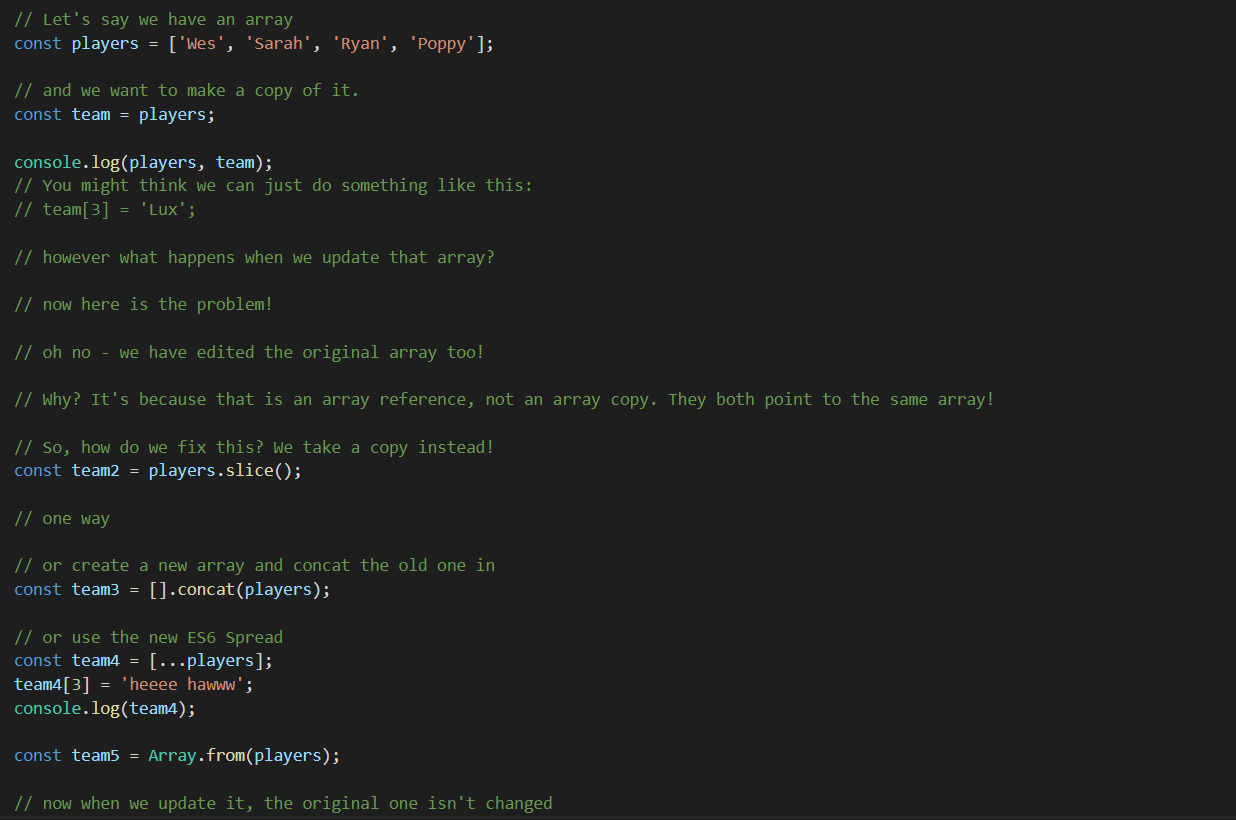 // Let's say we have an array
const players = ['Wes', 'Sarah', 'Ryan', 'Poppy'];
// and we want to make a copy of it.
const team = players;
console.log(players, team);
// You might think we can just do something like this:
// team[3] = 'Lux';
// however what happens when we update that array?
// now here is the problem!
// oh no - we have edited the original array too!
// Why? It's because that is an array reference, not an array copy. They both point to the same array!
// So, how do we fix this? We take a copy instead!
const team2 = players.slice();
// one way
// or create a new array and concat the old one in
const team3 = [].concat(players);
// or use the new ES6 Spread
const team4 = [...players];
team4[3] = 'heeee hawww';
console.log(team4);
const team5 = Array.from(players);
// now when we update it, the original one isn't changed